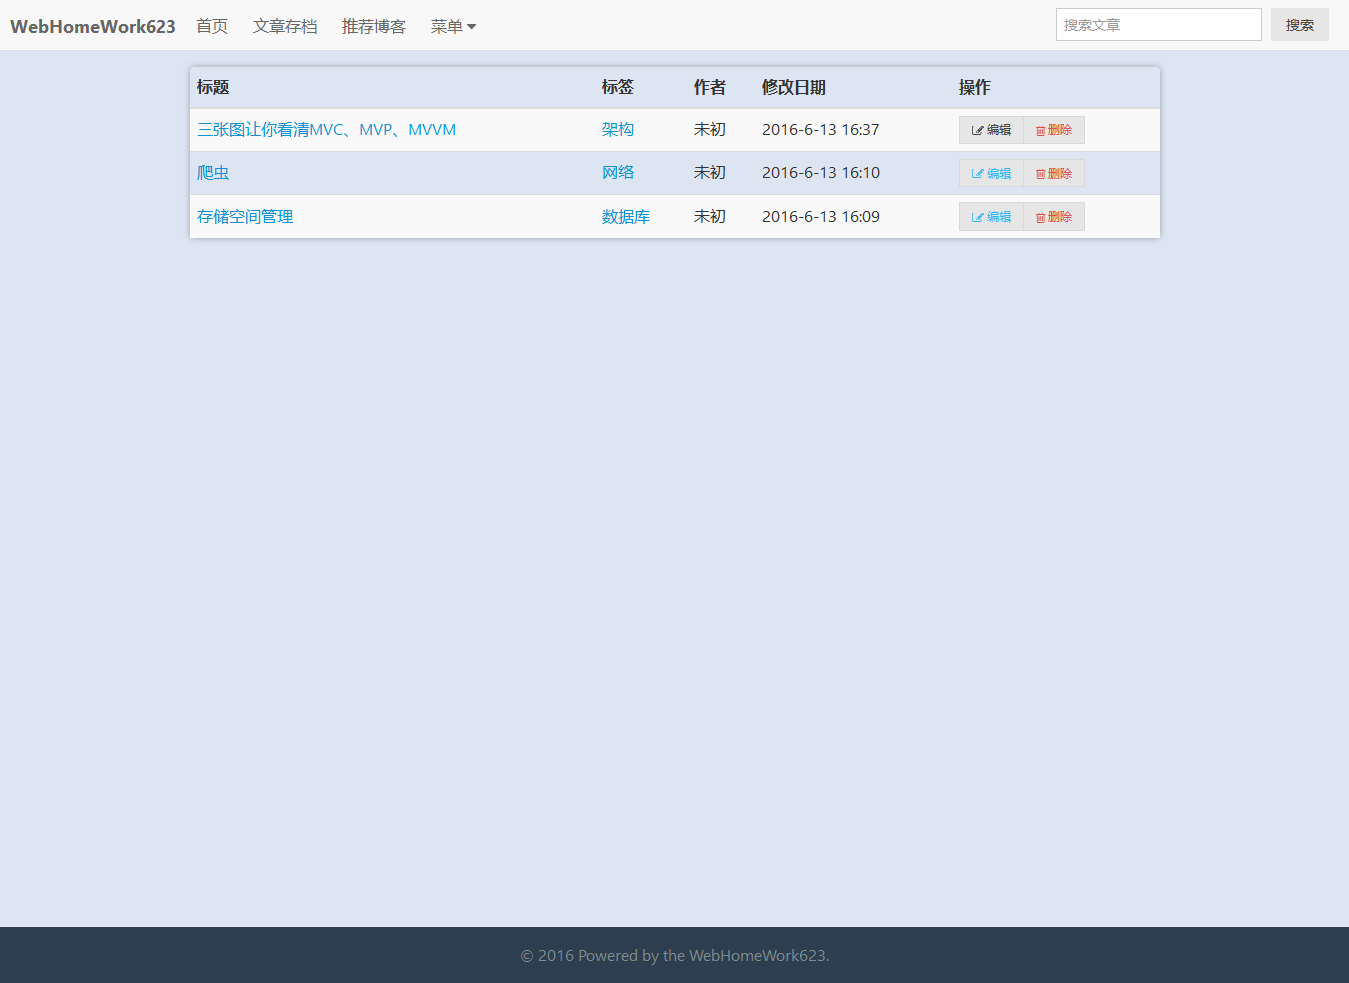 WebHomeWork623 首页 文章存档 推荐博客 菜单 搜索文章 搜索
标题 标签 作者 修改日期 操作
三张图让你看清MVC、MVP、MVVM 架构 未初 2016-6-13 16:37 编辑 删除
爬虫 网络 未初 2016-6-13 16:10 编辑 删除
存储空间管理 数据库 未初 2016-6-13 16:09 编辑 删除
© 2016 Powered by the WebHomeWork623.